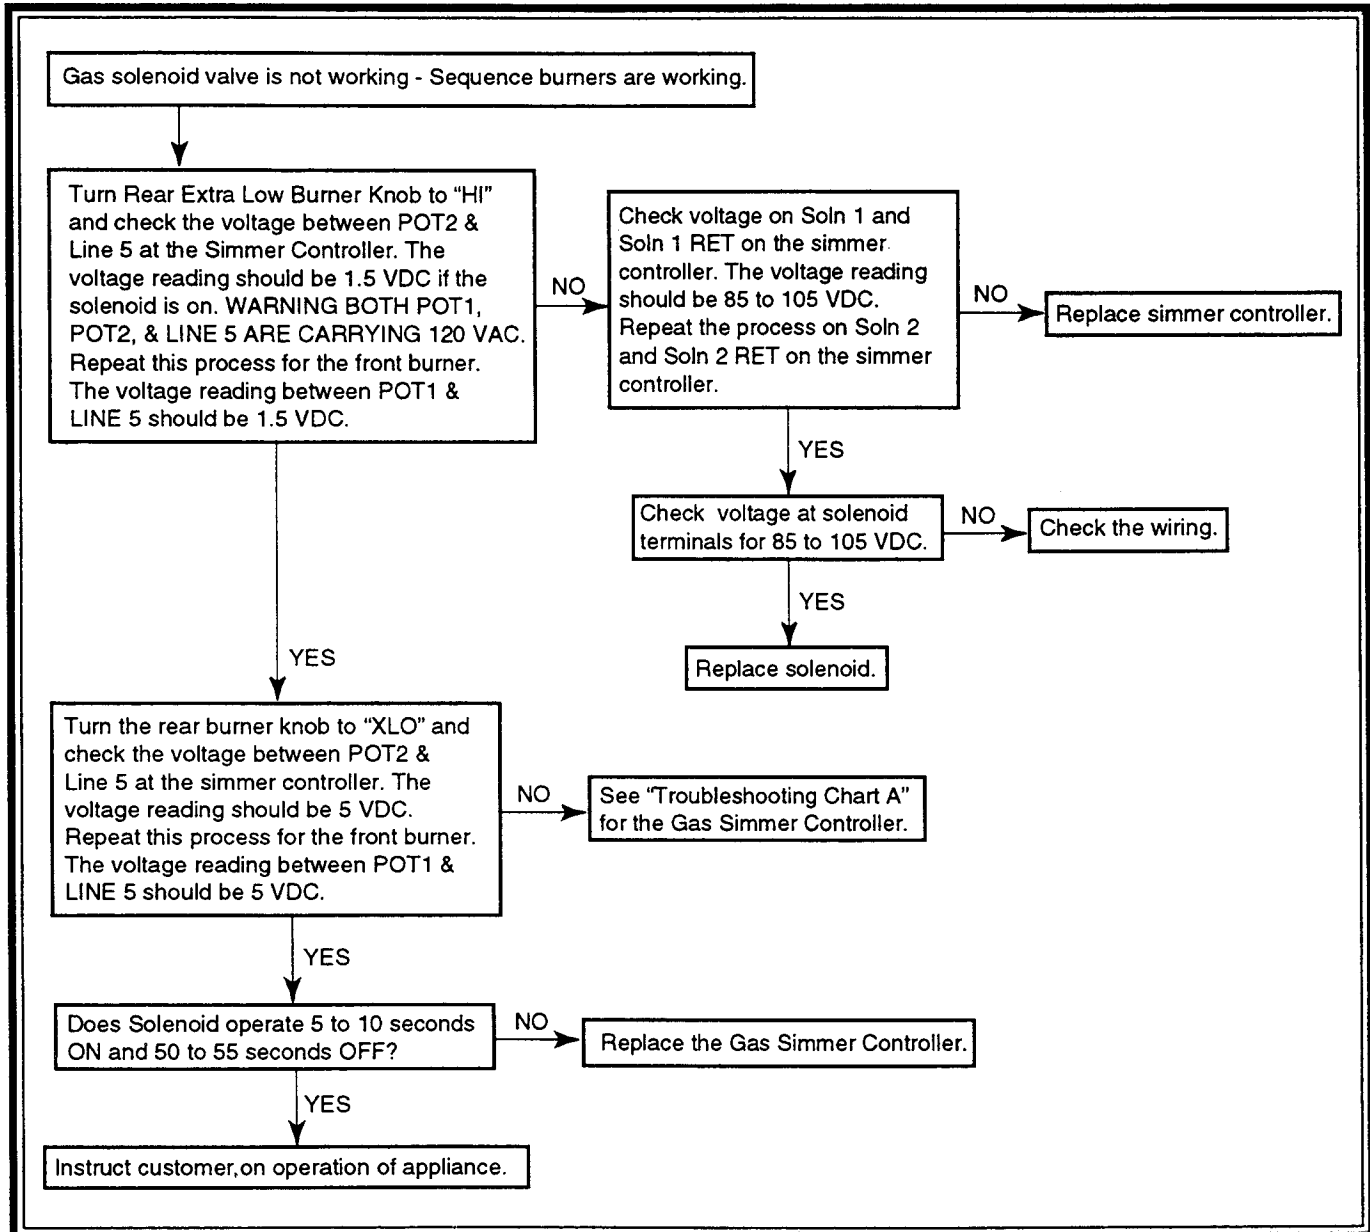 Gas solenoid valve is not working - Sequence burners are working.
Turn Rear Extra Low Burner Knob to “HI”
and check the voltage between POT2 &
Line 5 at the Simmer Controller. The
voltage reading should be 1.5 VDC if the
solenoid is on. WARNING BOTH POT1,
POT2, & LINE 5 ARE CARRYING 120 VAC.
Repeat this process for the front burner.
The voltage reading between POT1 &
LINE 5 should be 1.5 VDC.
NO
Check voltage on Soln 1 and
Soln 1 RET on the simmer
controller. The voltage reading
should be 85 to 105 VDC.
Repeat the process on Soln 2
and Soln 2 RET on the simmer
controller.
NO
Replace simmer controller.
YES
Check voltage at solenoid
terminals for 85 to 105 VDC.
NO
Check the wiring.
YES
Replace solenoid.
YES
Turn the rear burner knob to “XLO” and
check the voltage between POT2 &
Line 5 at the simmer controller. The
voltage reading should be 5 VDC.
Repeat this process for the front burner.
The voltage reading between POT1 &
LINE 5 should be 5 VDC.
NO
See “Troubleshooting Chart A”
for the Gas Simmer Controller.
YES
Does Solenoid operate 5 to 10 seconds
ON and 50 to 55 seconds OFF?
NO
Replace the Gas Simmer Controller.
YES
Instruct customer, on operation of appliance.